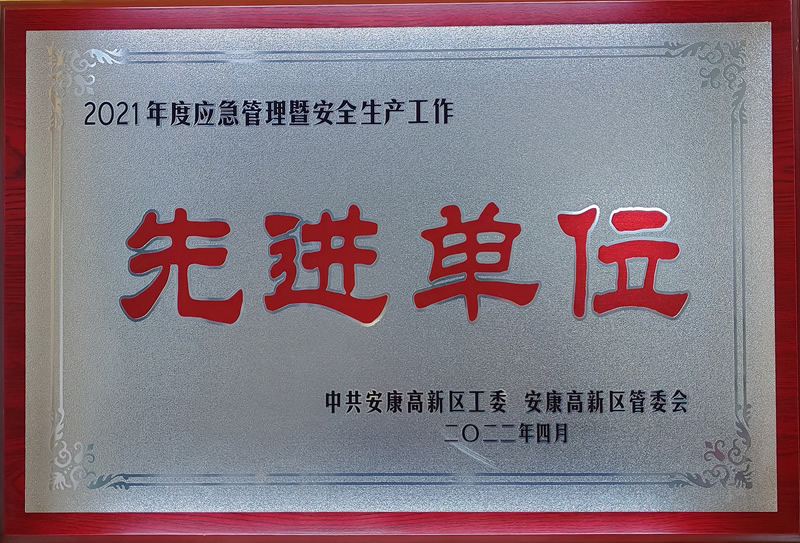 2021年度应急管理暨安全生产工作
先进单位
中共安康高新区工委 安康高新区管委会
二〇二二年四月